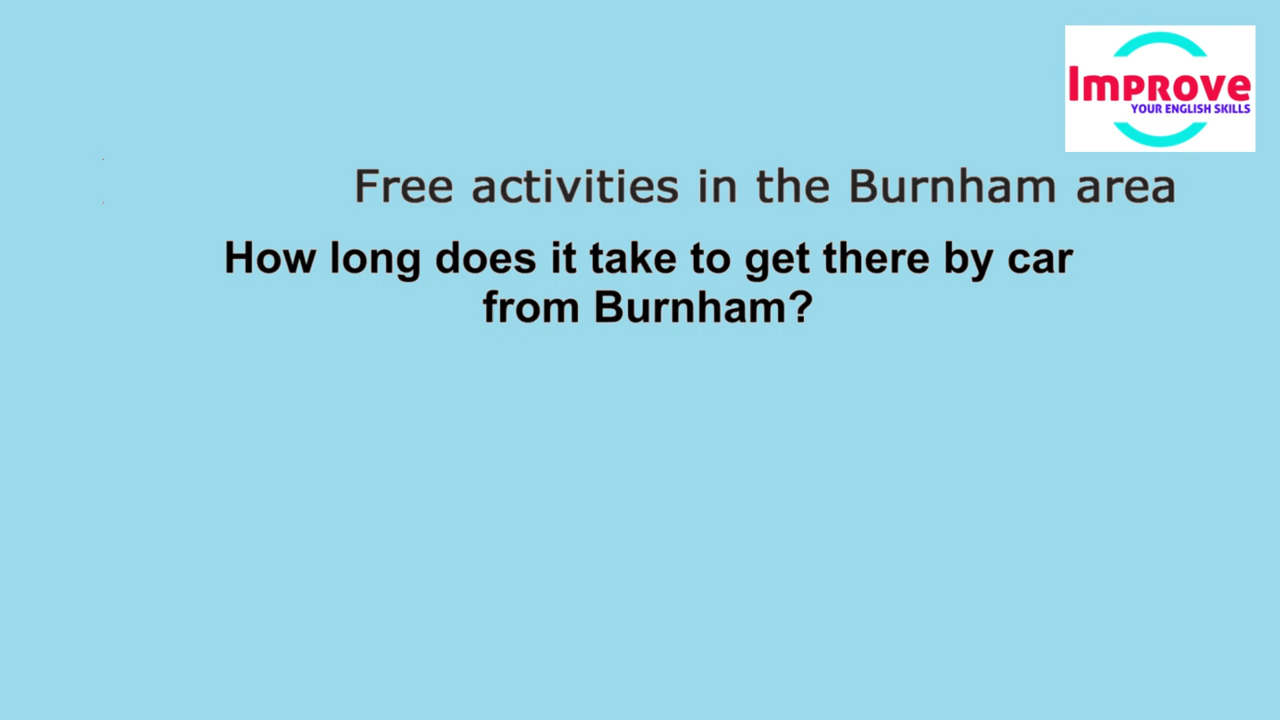 Improve
YOUR ENGLISH SKILLS
Free activities in the Burnham area
How long does it take to get there by car
from Burnham?